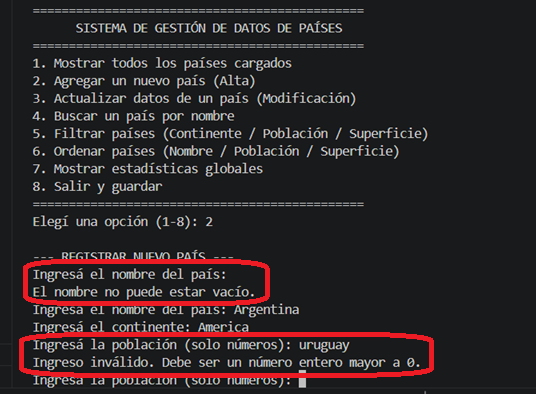 ============================================
SISTEMA DE GESTIÓN DE DATOS DE PAÍSES
============================================
1. Mostrar todos los países cargados
2. Agregar un nuevo país (Alta)
3. Actualizar datos de un país (Modificación)
4. Buscar un país por nombre
5. Filtrar países (Continente / Población / Superficie)
6. Ordenar países (Nombre / Población / Superficie)
7. Mostrar estadísticas globales
8. Salir y guardar
============================================
Elegí una opción (1-8): 2
--- REGISTRAR NUEVO PAÍS ---
Ingresá el nombre del país:
El nombre no puede estar vacío.
Ingresá el nombre del país: Argentina
Ingresá el continente: America
Ingresá la población (solo números): uruguay
Ingreso inválido. Debe ser un número entero mayor a 0.
Ingresá la población (solo números):